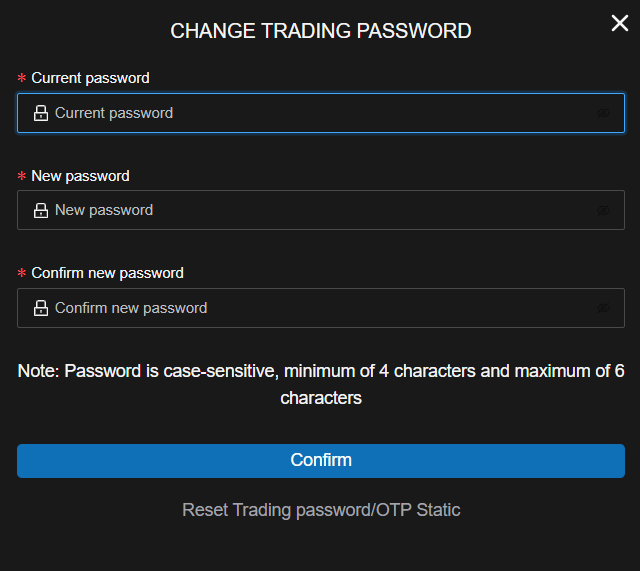 CHANGE TRADING PASSWORD
* Current password
Current password
* New password
New password
* Confirm new password
Confirm new password
Note: Password is case-sensitive, minimum of 4 characters and maximum of 6
characters
Confirm
Reset Trading password/OTP Static